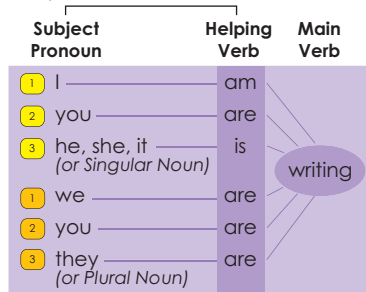 Subject Pronoun Helping Verb Main Verb
1 I am
2 you are
3 he, she, it is
(or Singular Noun)
writing
1 we are
2 you are
3 they are
(or Plural Noun)